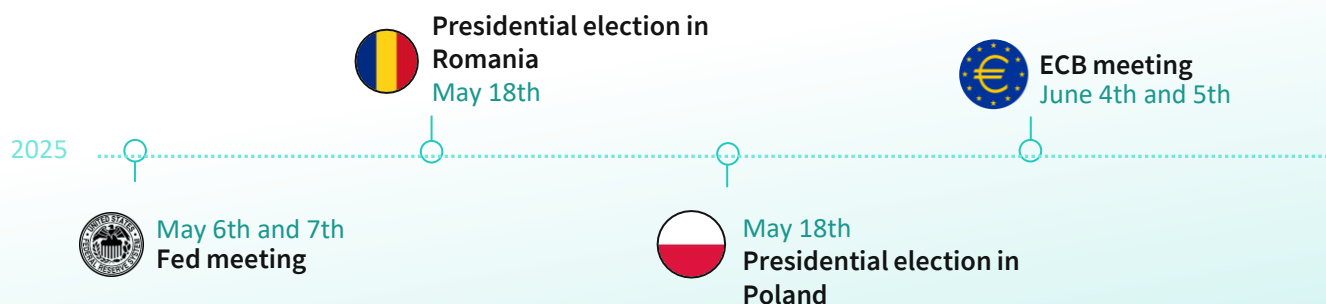 Presidential election in
Romania
May 18th
ECB meeting
June 4th and 5th
2025
May 6th and 7th
Fed meeting
May 18th
Presidential election in
Poland